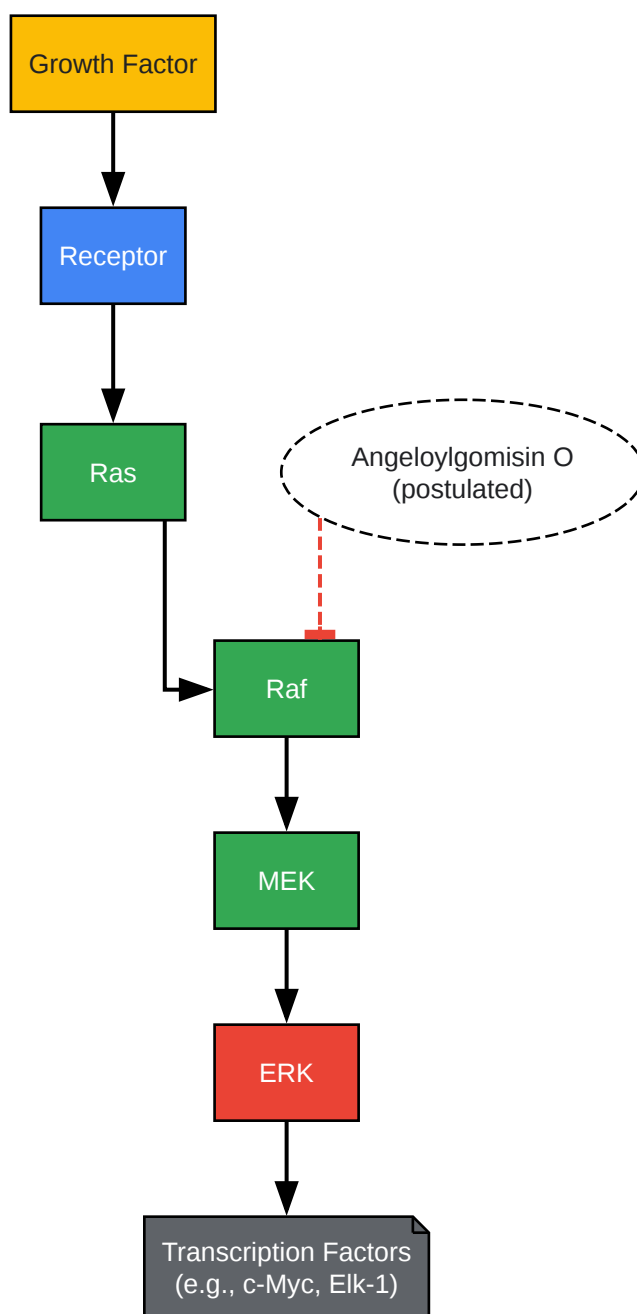 Growth Factor
Receptor
Ras
Angeloylgomisin O
(postulated)
Raf
MEK
ERK
Transcription Factors
(e.g., c-Myc, Elk-1)